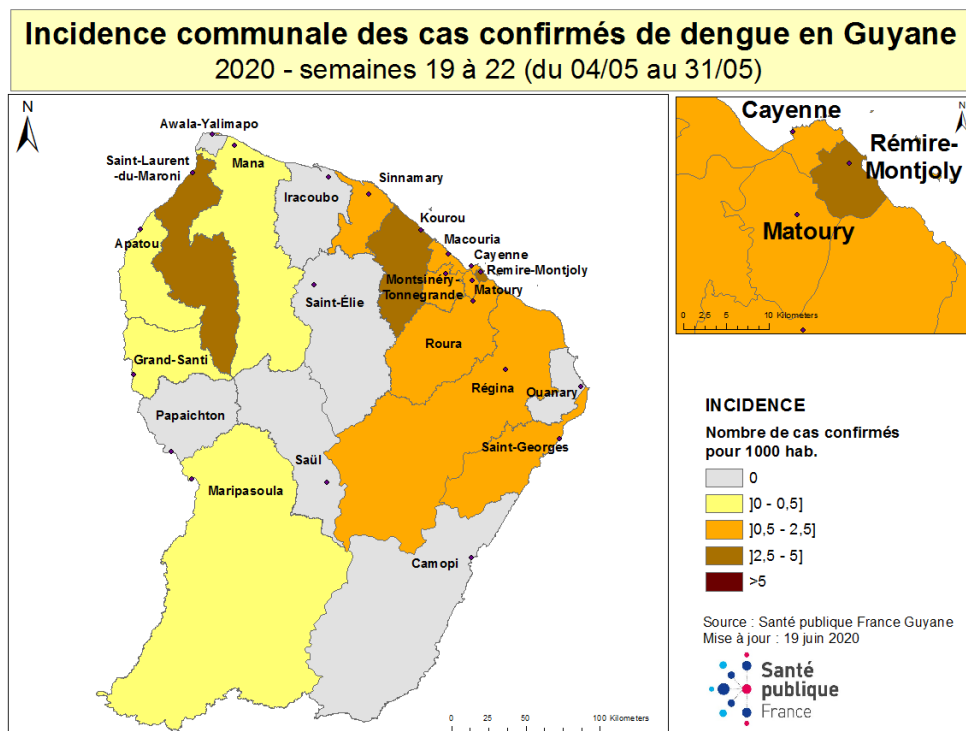 Incidence communale des cas confirmés de dengue en Guyane
2020 - semaines 19 à 22 (du 04/05 au 31/05)
N
Awala-Yalimapo
Saint-Laurent
-du-Maroni
Mana
Iracoubo
Sinnamary
Kourou
Apatou
Macouria
Cayenne
Remire-Montjoly
Montsinéry-
Tonnegrande
Matoury
Saint-Élie
Roura
Grand-Santi
Régina
Ouanary
Papaichton
Saint-Georges
Saül
Maripasoula
Camopi
0 25 50 100 Kilometers
N
Cayenne
Rémire-
Montjoly
Matoury
0 2,5 5 10 Kilometers
INCIDENCE
Nombre de cas confirmés
pour 1000 hab.
0
]0 - 0,5]
]0,5 - 2,5]
]2,5 - 5]
>5
Source : Santé publique France Guyane
Mise à jour : 19 juin 2020
Santé
publique
France